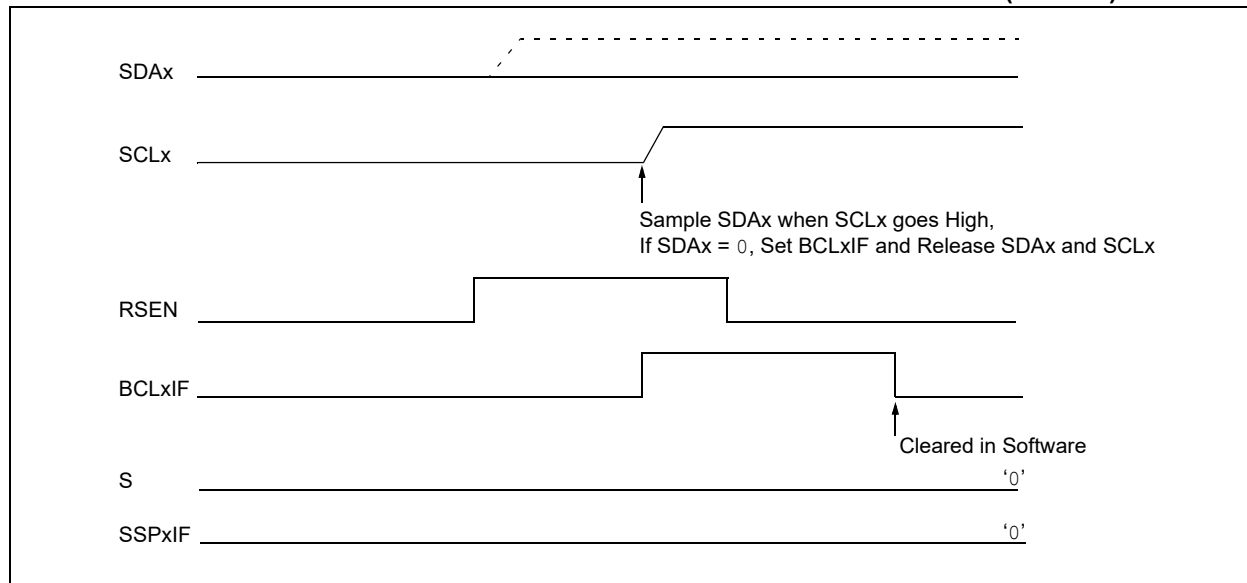 SDAx
SCLx
Sample SDAx when SCLx goes High,
If SDAx = 0, Set BCLxIF and Release SDAx and SCLx
RSEN
BCLxIF
Cleared in Software
S
‘0’
SSPxIF
‘0’